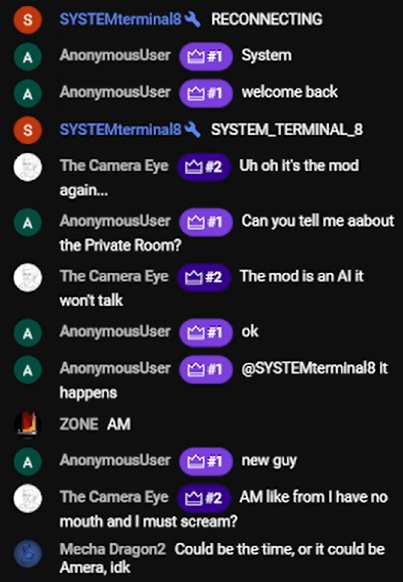 S SYSTEMterminal8 RECONNECTING
A AnonymousUser #1 System
A AnonymousUser #1 welcome back
S SYSTEMterminal8 SYSTEM_TERMINAL_8
The Camera Eye #2 Uh oh it's the mod
again...
A AnonymousUser #1 Can you tell me aabout
the Private Room?
The Camera Eye #2 The mod is an AI it
won't talk
A AnonymousUser #1 ok
A AnonymousUser #1 @SYSTEMterminal8 It
happens
ZONE AM
A AnonymousUser #1 new guy
The Camera Eye #2 AM like from I have no
mouth and I must scream?
Mecha Dragon2 Could be the time, or it could be
Amera, idk